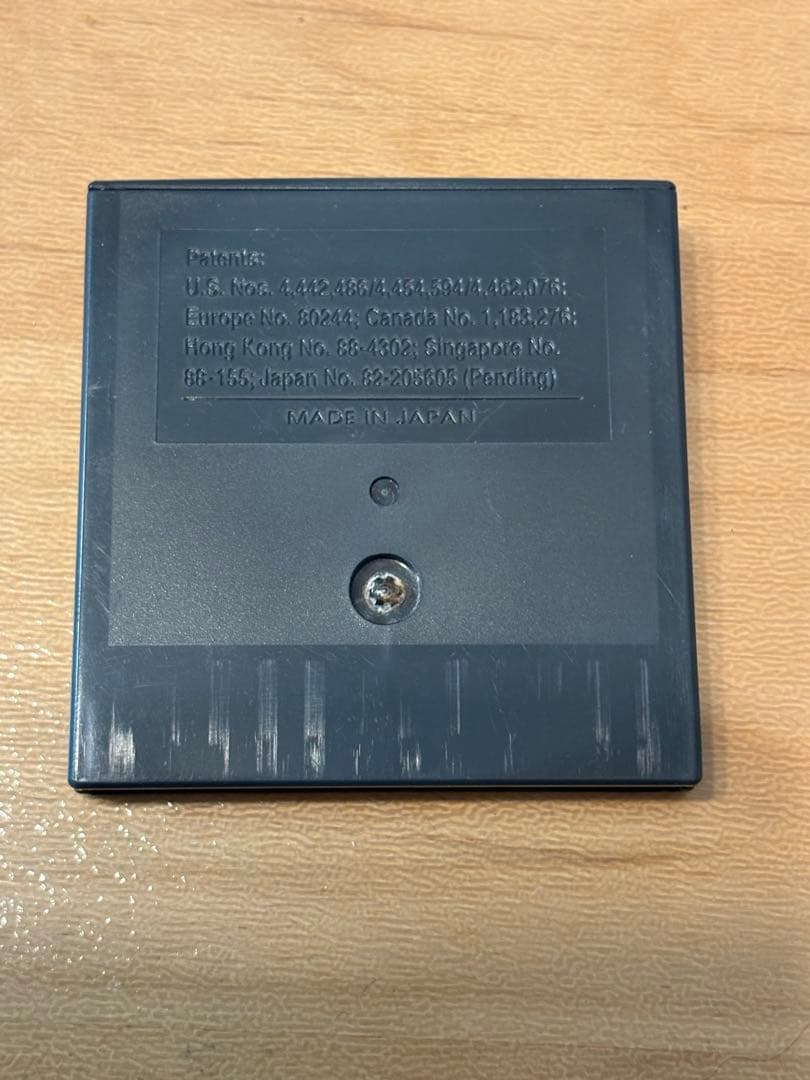 Patents:
U.S. Nos. 4,442,486/4,454,594/4,462,076;
Europe No. 80244; Canada No. 1,183,276;
Hong Kong No. 88-4302; Singapore No.
88-155; Japan No. 82-205605 (Pending)
MADE IN JAPAN